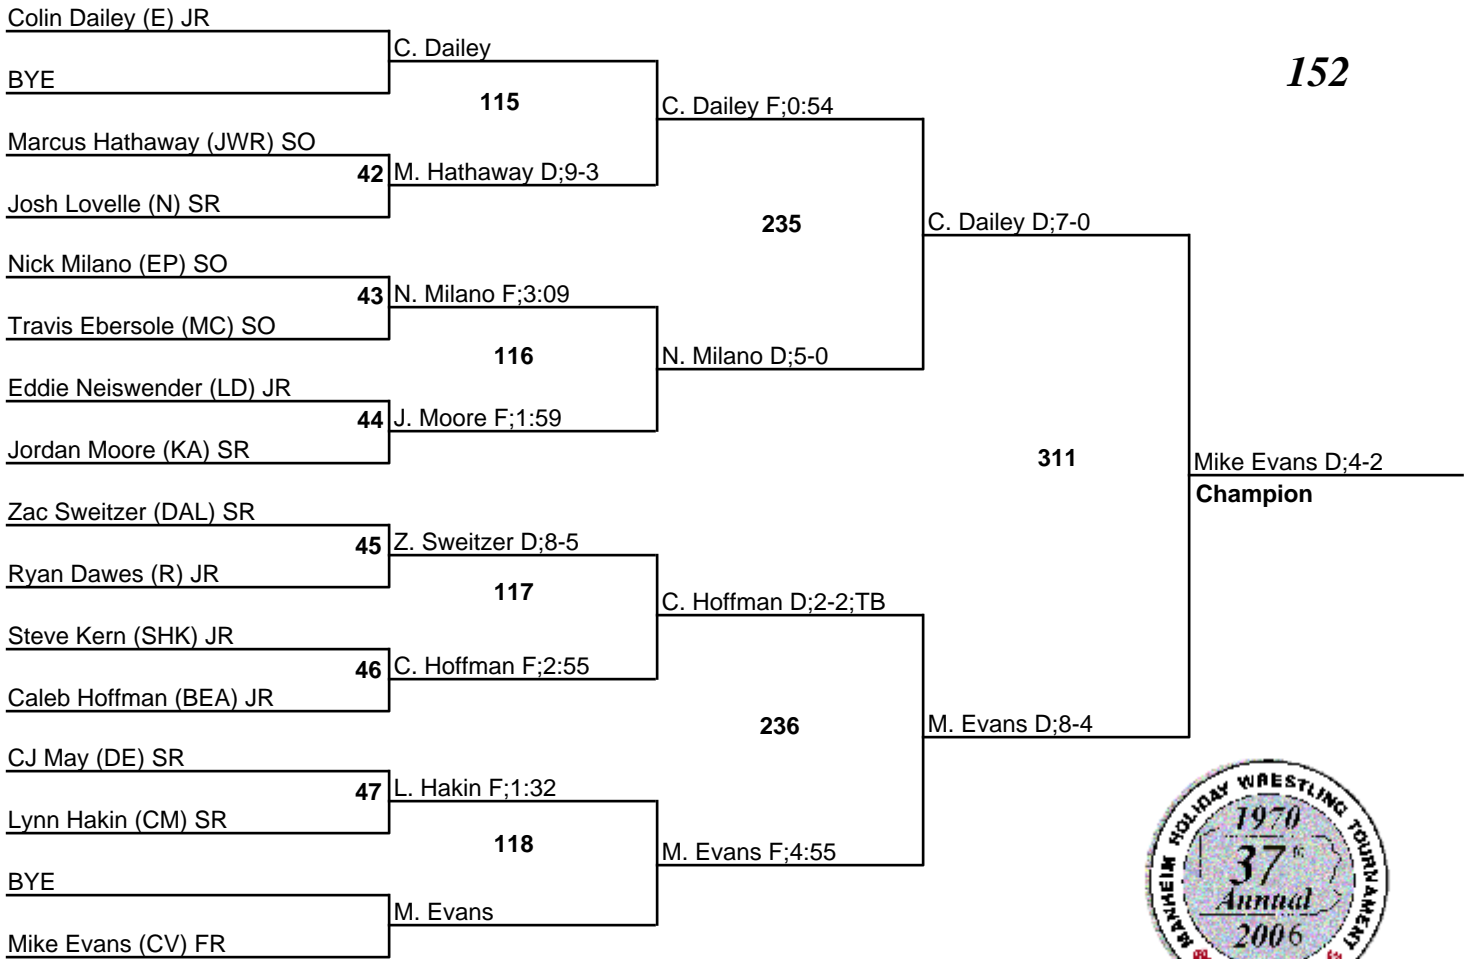 152
Colin Dailey (E) JR
BYE
C. Dailey
115
Marcus Hathaway (JWR) SO
Josh Lovelle (N) SR
42
M. Hathaway D;9-3
C. Dailey F;0:54
235
Nick Milano (EP) SO
Travis Ebersole (MC) SO
43
N. Milano F;3:09
116
Eddie Neiswender (LD) JR
Jordan Moore (KA) SR
44
J. Moore F;1:59
N. Milano D;5-0
C. Dailey D;7-0
311
Zac Sweitzer (DAL) SR
Ryan Dawes (R) JR
45
Z. Sweitzer D;8-5
117
Steve Kern (SHK) JR
Caleb Hoffman (BEA) JR
46
C. Hoffman F;2:55
C. Hoffman D;2-2;TB
236
CJ May (DE) SR
Lynn Hakin (CM) SR
47
L. Hakin F;1:32
118
BYE
Mike Evans (CV) FR
M. Evans
M. Evans F;4:55
M. Evans D;8-4
Mike Evans D;4-2
Champion
MANHEIM HOLIDAY WRESTLING TOURNAMENT
1970
37
Annual
2006